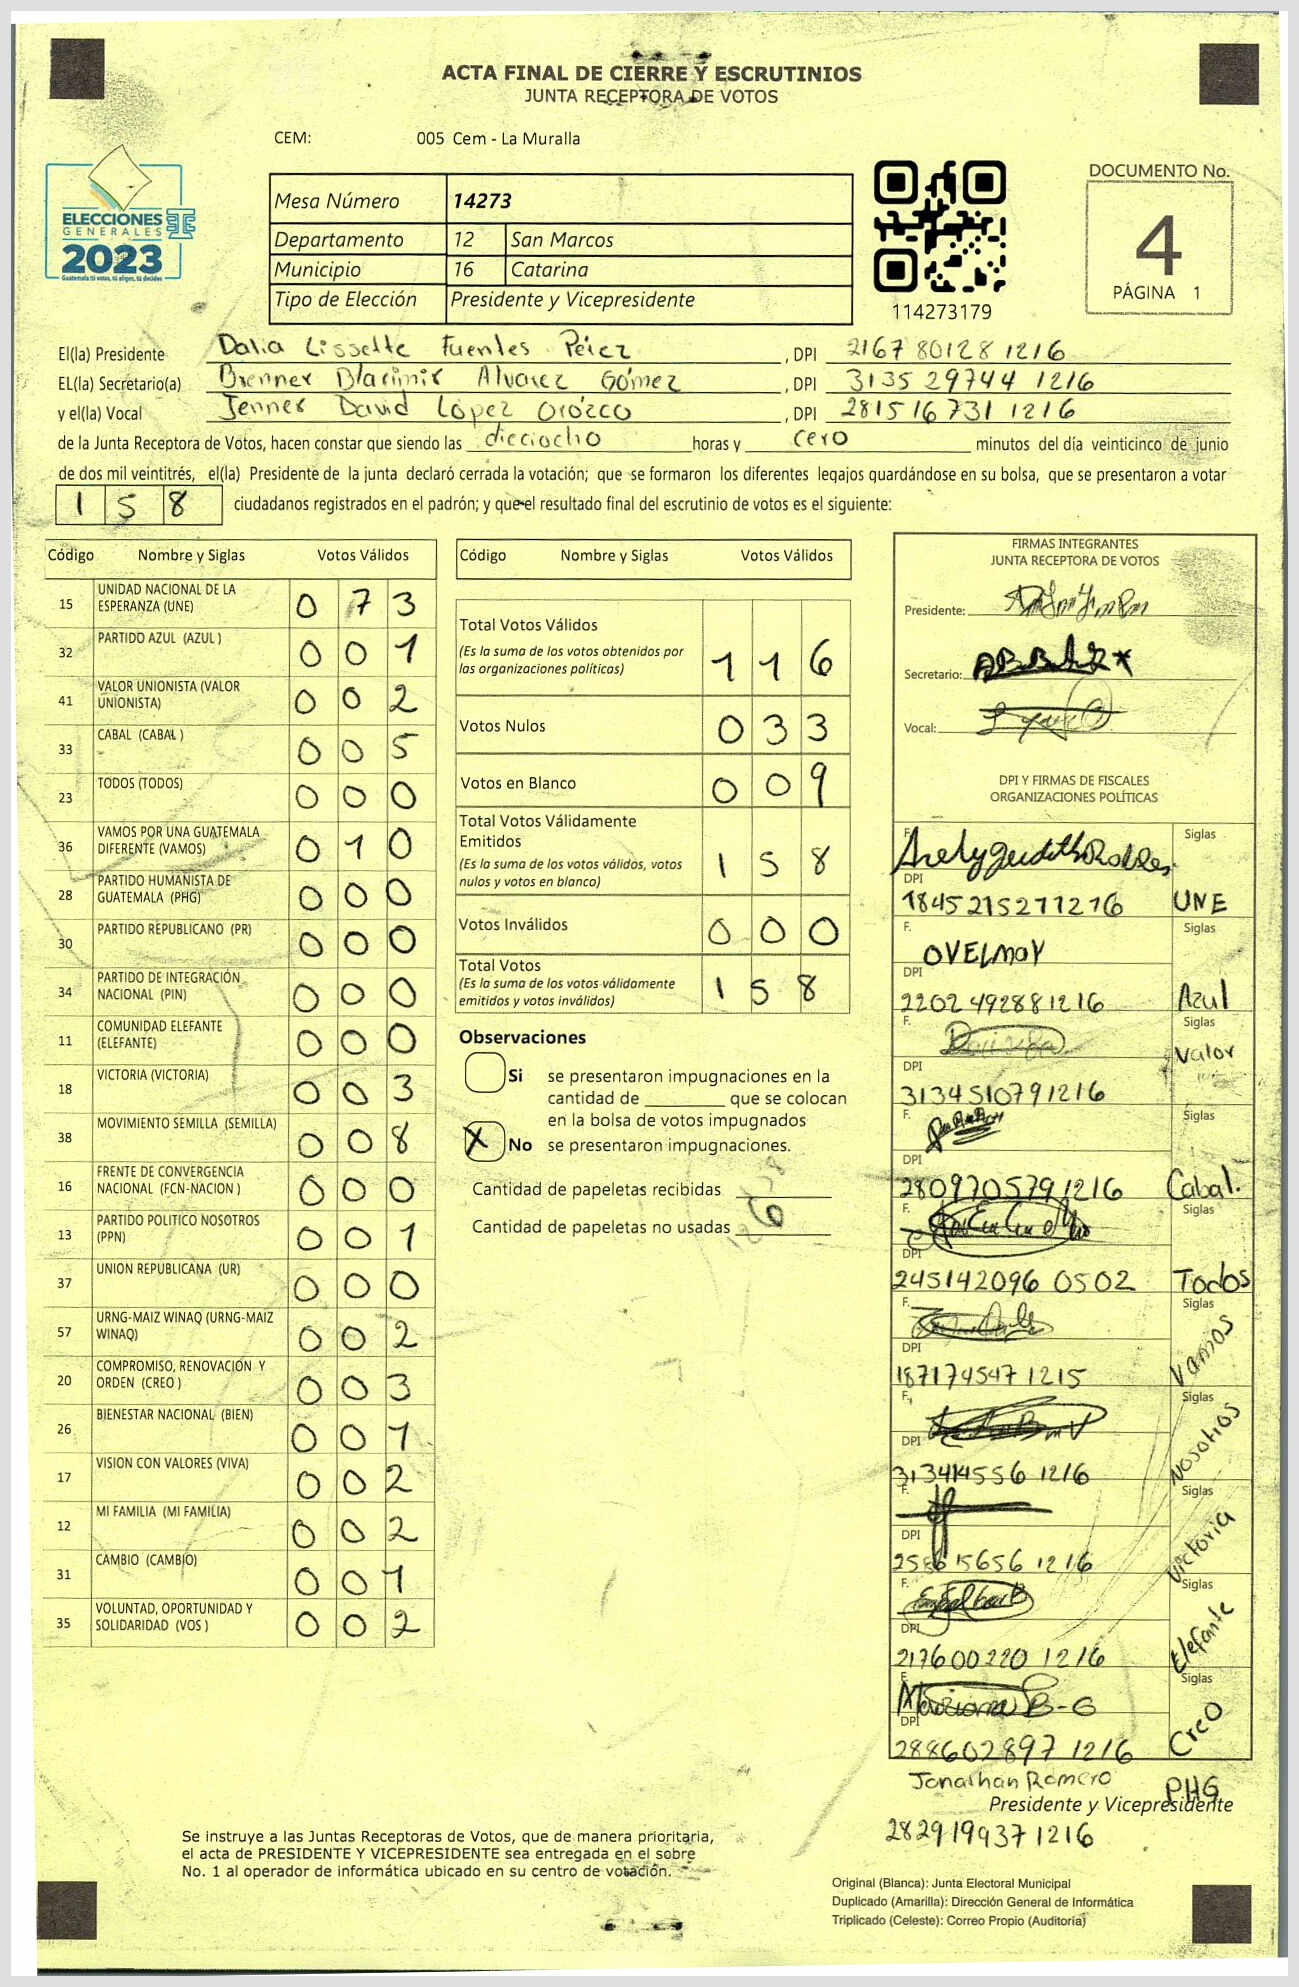 ACTA FINAL DE CIERRE Y ESCRUTINIOS
JUNTA RECEPTORA DE VOTOS
CEM: 005 Cem - La Muralla
ELECCIONES
GENERALES
TSE
2023
Guatemala tú votas, tú eliges, tú decides
Mesa Número 14273
Departamento 12 San Marcos
Municipio 16 Catarina
Tipo de Elección Presidente y Vicepresidente
114273179
DOCUMENTO No.
4
PÁGINA 1
El(la) Presidente Dalia Lissette Fuentes Pérez, DPI 2167 80128 1216
EL(la) Secretario(a) Brenner Bladimir Alvarez Gómez, DPI 3135 29744 1216
y el(la) Vocal Jenner David López Orózco, DPI 2815 16731 1216
de la Junta Receptora de Votos, hacen constar que siendo las dieciocho horas y cero minutos del día veinticinco de junio
de dos mil veintitrés, el(la) Presidente de la junta declaró cerrada la votación; que se formaron los diferentes legajos guardándose en su bolsa, que se presentaron a votar
1 5 8 ciudadanos registrados en el padrón; y que el resultado final del escrutinio de votos es el siguiente:
Código Nombre y Siglas Votos Válidos
15 UNIDAD NACIONAL DE LA ESPERANZA (UNE) 0 7 3
32 PARTIDO AZUL (AZUL ) 0 0 1
41 VALOR UNIONISTA (VALOR UNIONISTA) 0 0 2
33 CABAL (CABAL ) 0 0 5
23 TODOS (TODOS) 0 0 0
36 VAMOS POR UNA GUATEMALA DIFERENTE (VAMOS) 0 1 0
28 PARTIDO HUMANISTA DE GUATEMALA (PHG) 0 0 0
30 PARTIDO REPUBLICANO (PR) 0 0 0
34 PARTIDO DE INTEGRACIÓN NACIONAL (PIN) 0 0 0
11 COMUNIDAD ELEFANTE (ELEFANTE) 0 0 0
18 VICTORIA (VICTORIA) 0 0 3
38 MOVIMIENTO SEMILLA (SEMILLA) 0 0 8
16 FRENTE DE CONVERGENCIA NACIONAL (FCN-NACION ) 0 0 0
13 PARTIDO POLITICO NOSOTROS (PPN) 0 0 1
37 UNION REPUBLICANA (UR) 0 0 0
57 URNG-MAIZ WINAQ (URNG-MAIZ WINAQ) 0 0 2
20 COMPROMISO, RENOVACIÓN Y ORDEN (CREO ) 0 0 3
26 BIENESTAR NACIONAL (BIEN) 0 0 1
17 VISION CON VALORES (VIVA) 0 0 2
12 MI FAMILIA (MI FAMILIA) 0 0 2
31 CAMBIO (CAMBIO) 0 0 1
35 VOLUNTAD, OPORTUNIDAD Y SOLIDARIDAD (VOS ) 0 0 2
Código Nombre y Siglas Votos Válidos
Total Votos Válidos
(Es la suma de los votos obtenidos por
las organizaciones políticas) 1 1 6
Votos Nulos 0 3 3
Votos en Blanco 0 0 9
Total Votos Válidamente
Emitidos
(Es la suma de los votos válidos, votos
nulos y votos en blanco) 1 5 8
Votos Inválidos 0 0 0
Total Votos
(Es la suma de los votos válidamente
emitidos y votos inválidos) 1 5 8
Observaciones
Si se presentaron impugnaciones en la
cantidad de ________ que se colocan
en la bolsa de votos impugnados
X No se presentaron impugnaciones.
Cantidad de papeletas recibidas
Cantidad de papeletas no usadas
FIRMAS INTEGRANTES
JUNTA RECEPTORA DE VOTOS
Presidente:
Secretario:
Vocal:
DPI Y FIRMAS DE FISCALES
ORGANIZACIONES POLÍTICAS
F. Siglas
DPI 1845215271216 UNE
F. OVELMAY Siglas
DPI 2202 49288 1216 Azul
F. Siglas
DPI 3134510791216 Valor
F. Siglas
DPI 2809705791216 Cabal.
F. Siglas
DPI 245142096 0502 Todos
F. Siglas
DPI 187174547 1215 Vamos
F. Siglas
DPI 313414556 1216 Nosotros
F. Siglas
DPI 258615656 1216 Victoria
F. Siglas
DPI 217600220 1216 Elefante
F. Siglas
DPI 288602897 1216 Creo
Jonathan Romero PHG
Presidente y Vicepresidente
282919937 1216
Se instruye a las Juntas Receptoras de Votos, que de manera prioritaria,
el acta de PRESIDENTE Y VICEPRESIDENTE sea entregada en el sobre
No. 1 al operador de informática ubicado en su centro de votación.
Original (Blanca): Junta Electoral Municipal
Duplicado (Amarilla): Dirección General de Informática
Triplicado (Celeste): Correo Propio (Auditoría)